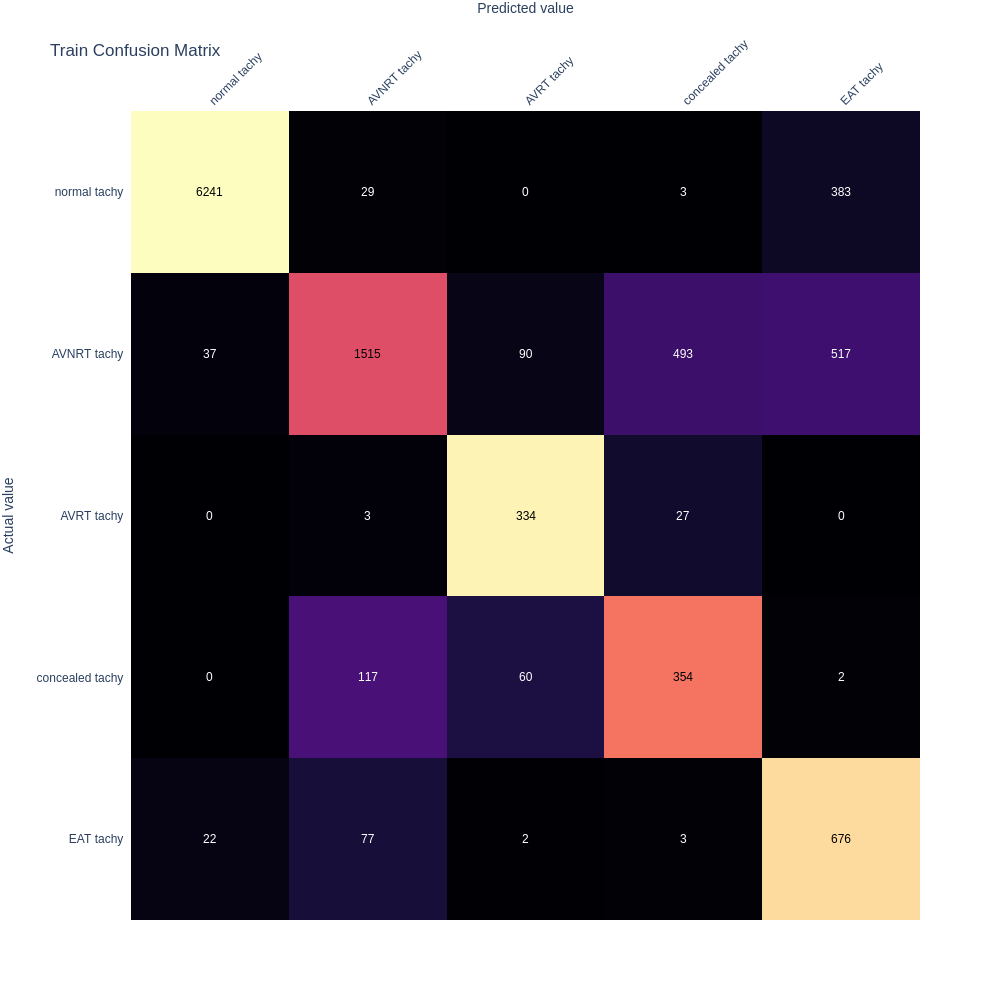 Predicted value
Train Confusion Matrix
normal tachy
AVNRT tachy
AVRT tachy
concealed tachy
EAT tachy
normal tachy 6241 29 0 3 383
AVNRT tachy 37 1515 90 493 517
Actual value
AVRT tachy 0 3 334 27 0
concealed tachy 0 117 60 354 2
EAT tachy 22 77 2 3 676